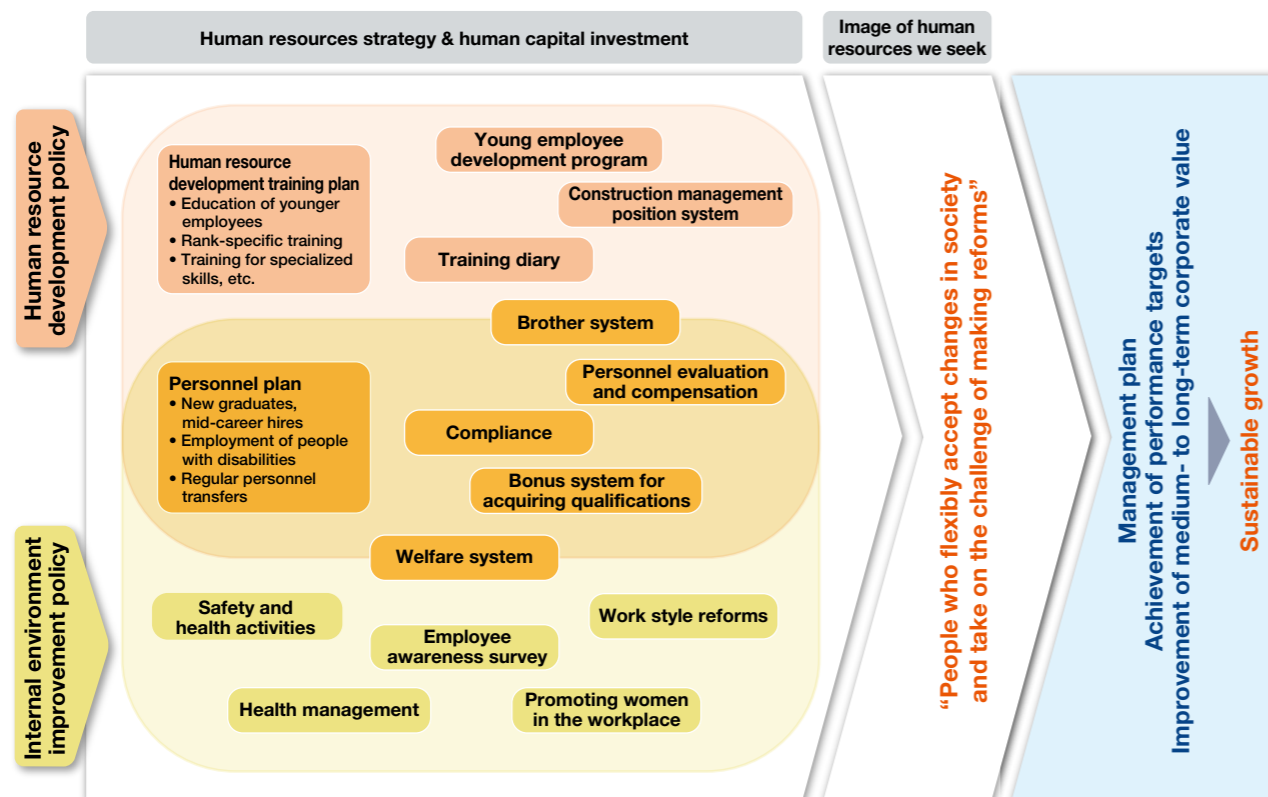 Human resources strategy & human capital investment
Image of human
resources we seek
Human resource
development policy
Human resource
development training plan
• Education of younger
employees
• Rank-specific training
• Training for specialized
skills, etc.
Young employee
development program
Construction management
position system
Training diary
Brother system
Personnel plan
• New graduates,
mid-career hires
• Employment of people
with disabilities
• Regular personnel
transfers
Personnel evaluation
and compensation
Compliance
Bonus system for
acquiring qualifications
Welfare system
Internal environment
improvement policy
Safety and
health activities
Employee
awareness survey
Work style reforms
Health management
Promoting women
in the workplace
“People who flexibly accept changes in society
and take on the challenge of making reforms”
Management plan
Achievement of performance targets
Improvement of medium- to long-term corporate value
Sustainable growth